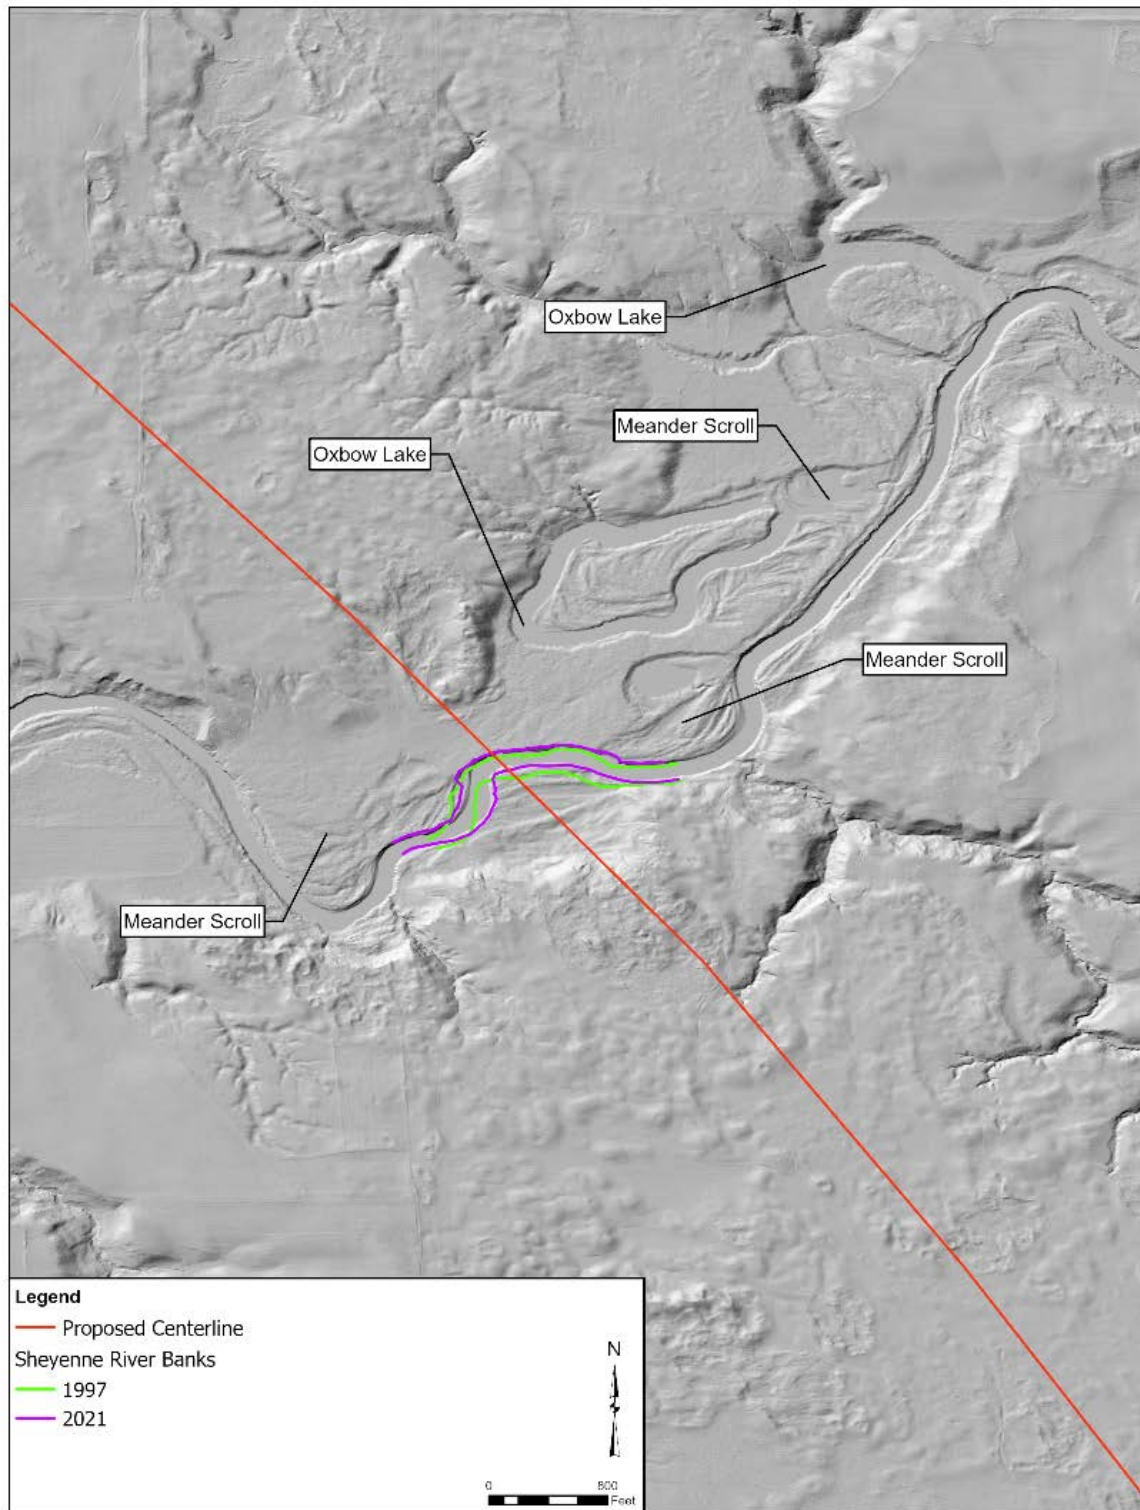 Oxbow Lake
Meander Scroll
Oxbow Lake
Meander Scroll
Meander Scroll
Legend
Proposed Centerline
Sheyenne River Banks
1997
2021
N
0 800
Feet